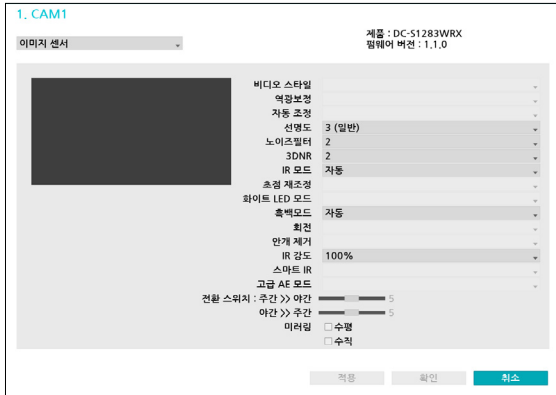 1. CAM1
이미지 센서
제품 : DC-S1283WRX
펌웨어 버전 : 1.1.0
비디오 스타일
역광보정
자동 조정
선명도 3 (일반)
노이즈필터 2
3DNR 2
IR 모드 자동
초점 재조정
화이트 LED 모드
흑백모드 자동
회전
안개 제거
IR 강도 100%
스마트 IR
고급 AE 모드
전환 스위치 : 주간 >> 야간 5
야간 >> 주간 5
미러링 수평
수직
적용 확인 취소